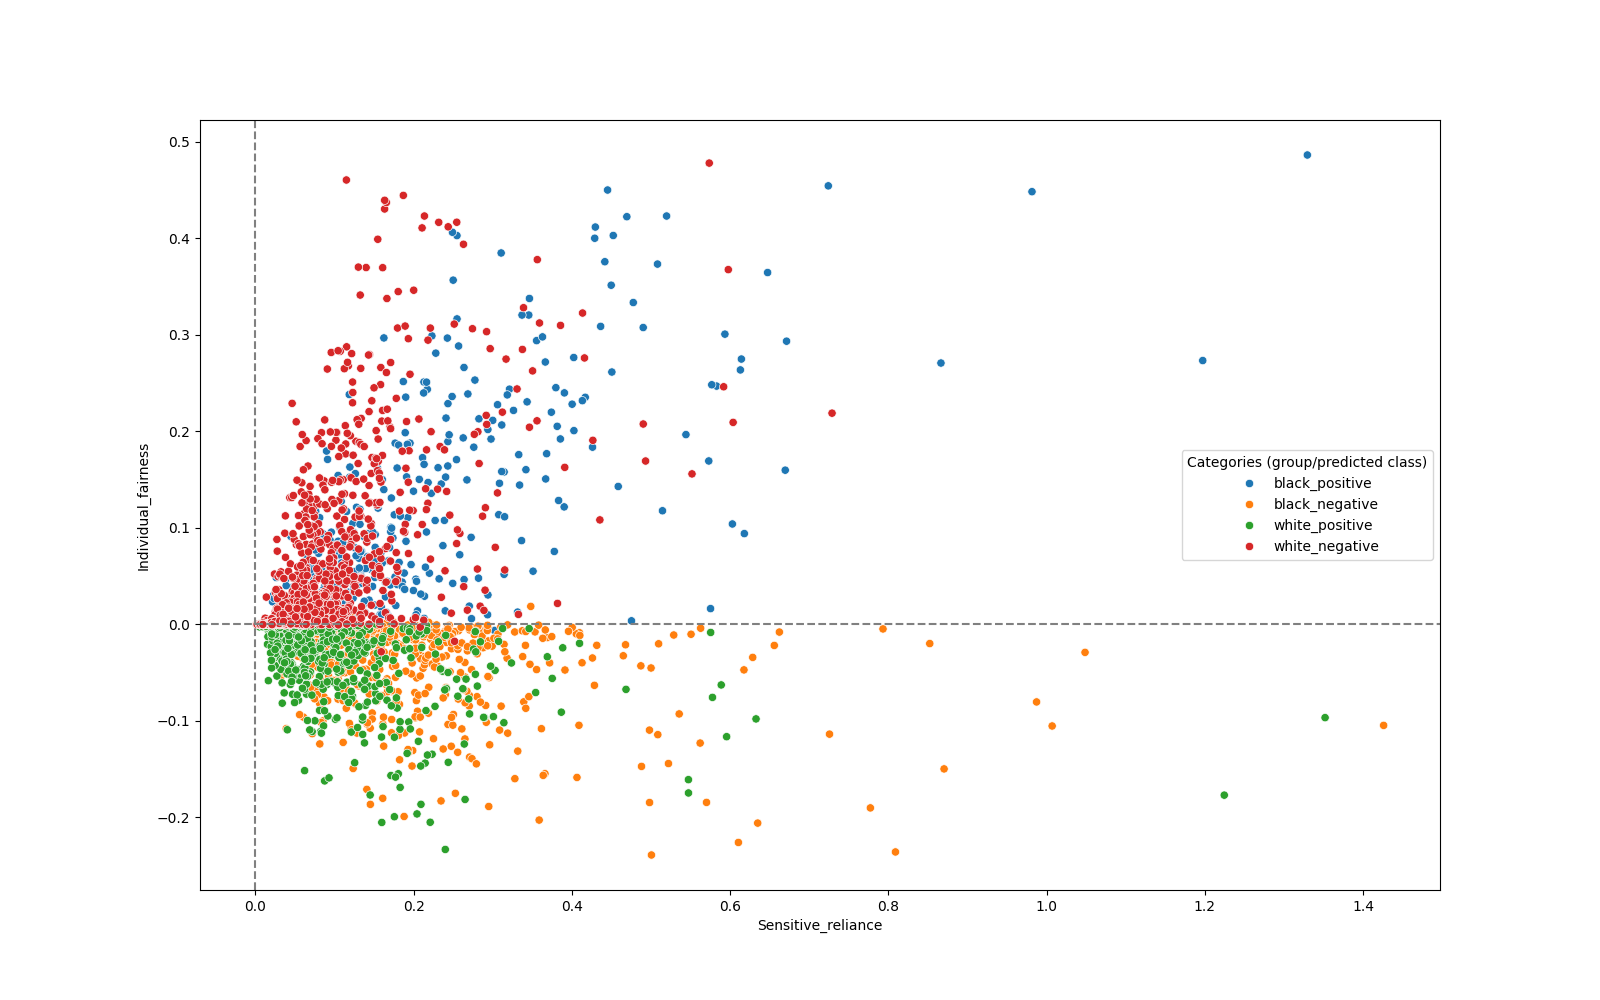 0.5
0.4
0.3
0.2
0.1
0.0
−0.1
−0.2
Individual_fairness
Categories (group/predicted class)
black_positive
black_negative
white_positive
white_negative
0.0 0.2 0.4 0.6 0.8 1.0 1.2 1.4
Sensitive_reliance